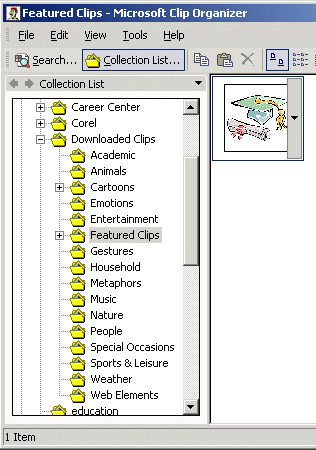 Featured Clips - Microsoft Clip Organizer
File Edit View Tools Help
Search... Collection List...
Collection List
Career Center
Corel
Downloaded Clips
Academic
Animals
Cartoons
Emotions
Entertainment
Featured Clips
Gestures
Household
Metaphors
Music
Nature
People
Special Occasions
Sports & Leisure
Weather
Web Elements
education
1 Item